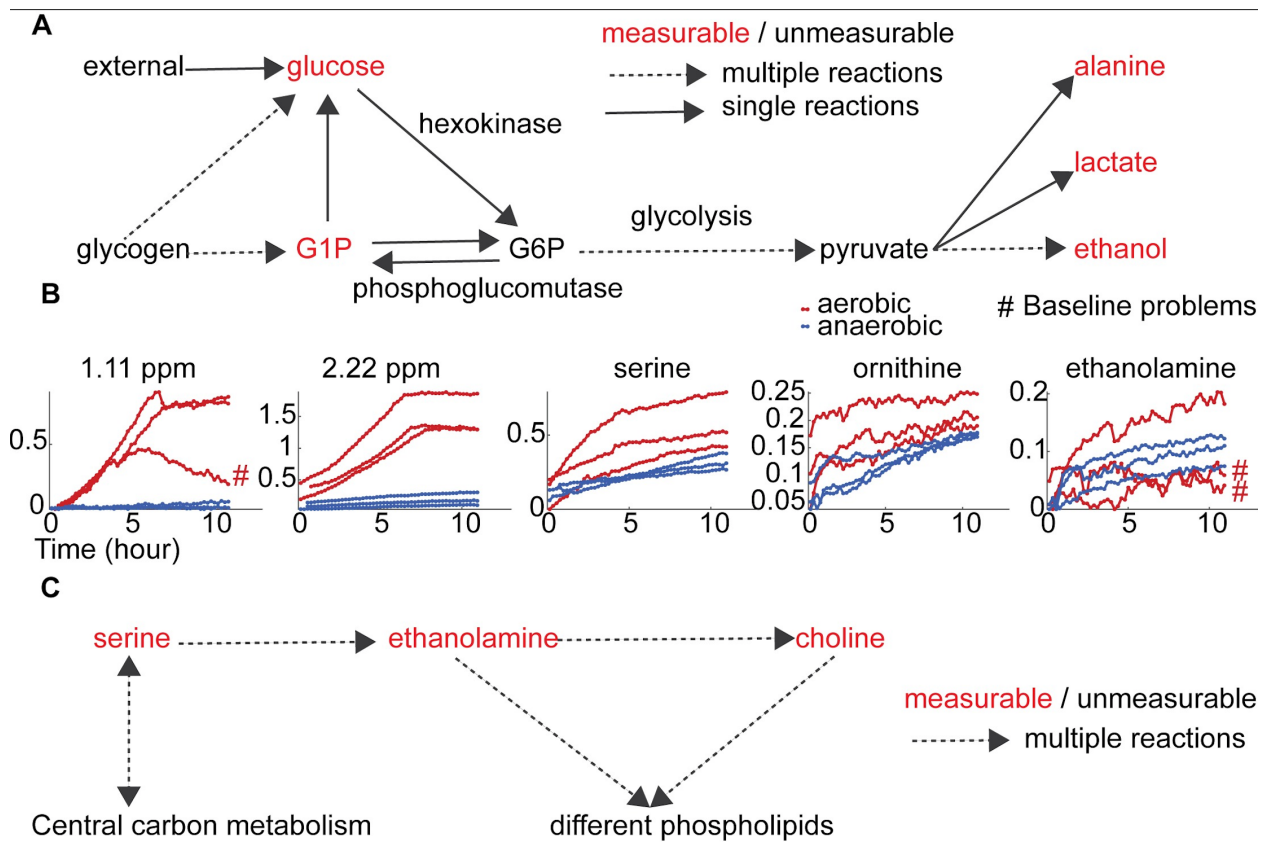 A
measurable / unmeasurable
external
glucose
multiple reactions
alanine
single reactions
hexokinase
lactate
glycolysis
glycogen
G1P
G6P
pyruvate
ethanol
phosphoglucomutase
B
aerobic
anaerobic
# Baseline problems
1.11 ppm
0.5
0
0 5 10
#
Time (hour)
2.22 ppm
1.5
1
0.5
0 5 10
serine
0.5
0
0 5 10
ornithine
0.25
0.2
0.15
0.1
0.05
0 5 10
ethanolamine
0.2
0.1
0
0 5 10
#
#
C
serine
ethanolamine
choline
measurable / unmeasurable
multiple reactions
Central carbon metabolism
different phospholipids